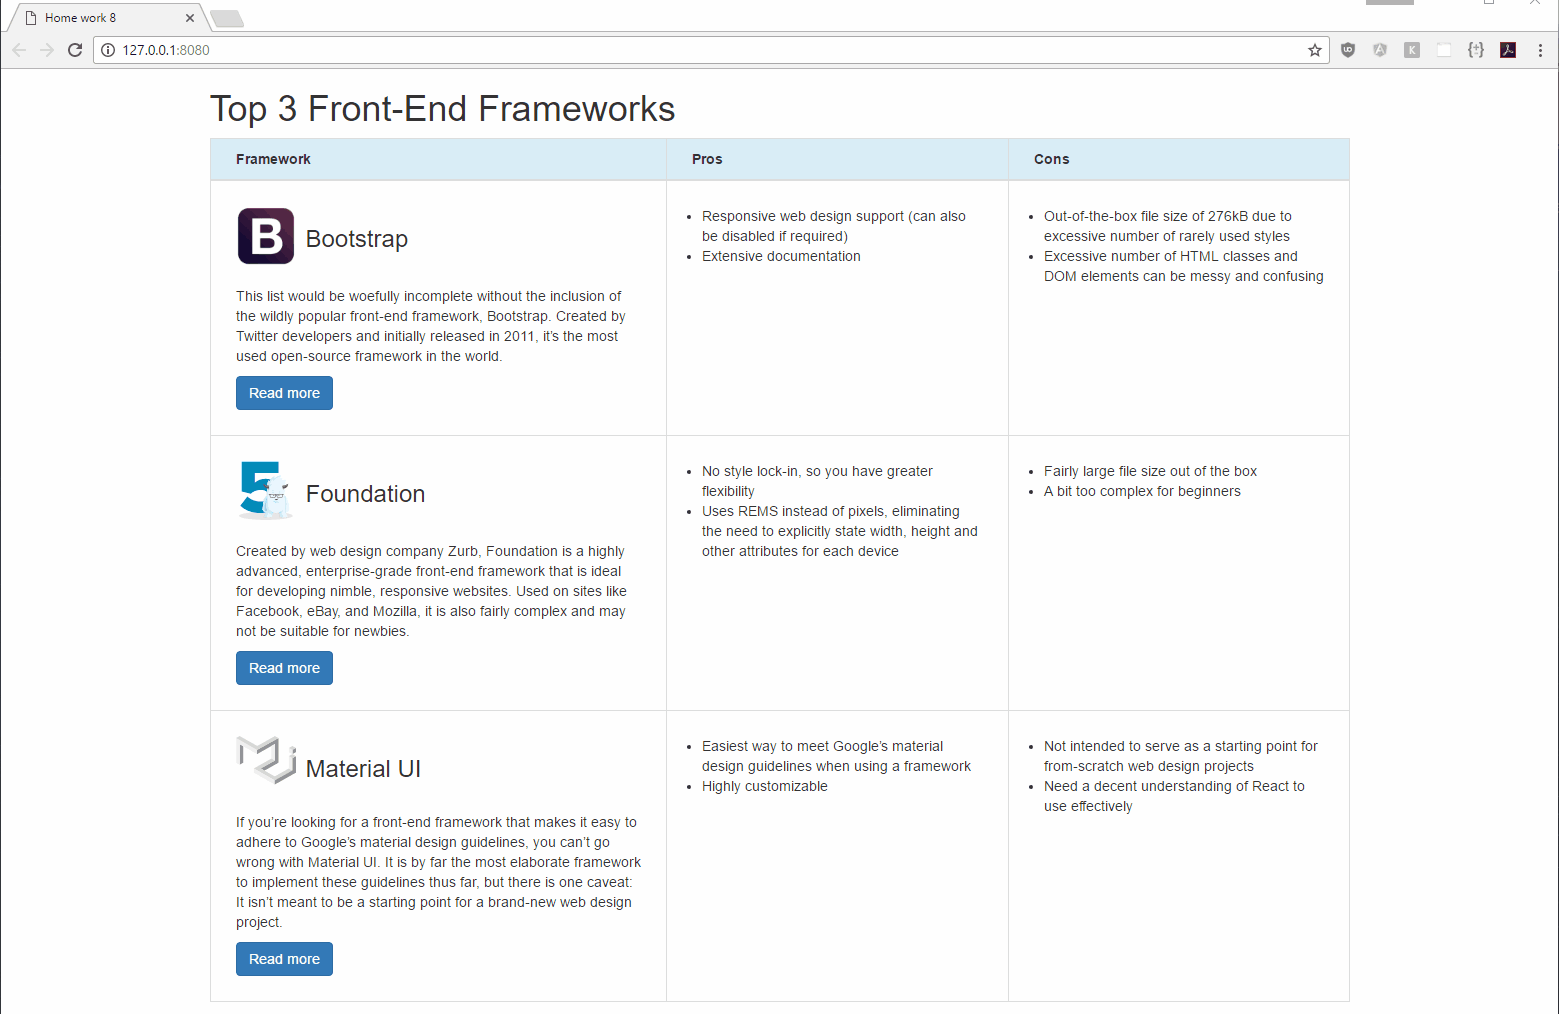 Home work 8
127.0.0.1:8080
Top 3 Front-End Frameworks
Framework
Pros
Cons
B
Bootstrap
This list would be woefully incomplete without the inclusion of
the wildly popular front-end framework, Bootstrap. Created by
Twitter developers and initially released in 2011, it’s the most
used open-source framework in the world.
Read more
• Responsive web design support (can also
be disabled if required)
• Extensive documentation
• Out-of-the-box file size of 276kB due to
excessive number of rarely used styles
• Excessive number of HTML classes and
DOM elements can be messy and confusing
5
Foundation
Created by web design company Zurb, Foundation is a highly
advanced, enterprise-grade front-end framework that is ideal
for developing nimble, responsive websites. Used on sites like
Facebook, eBay, and Mozilla, it is also fairly complex and may
not be suitable for newbies.
Read more
• No style lock-in, so you have greater
flexibility
• Uses REMS instead of pixels, eliminating
the need to explicitly state width, height and
other attributes for each device
• Fairly large file size out of the box
• A bit too complex for beginners
Material UI
If you’re looking for a front-end framework that makes it easy to
adhere to Google’s material design guidelines, you can’t go
wrong with Material UI. It is by far the most elaborate framework
to implement these guidelines thus far, but there is one caveat:
It isn’t meant to be a starting point for a brand-new web design
project.
Read more
• Easiest way to meet Google’s material
design guidelines when using a framework
• Highly customizable
• Not intended to serve as a starting point for
from-scratch web design projects
• Need a decent understanding of React to
use effectively